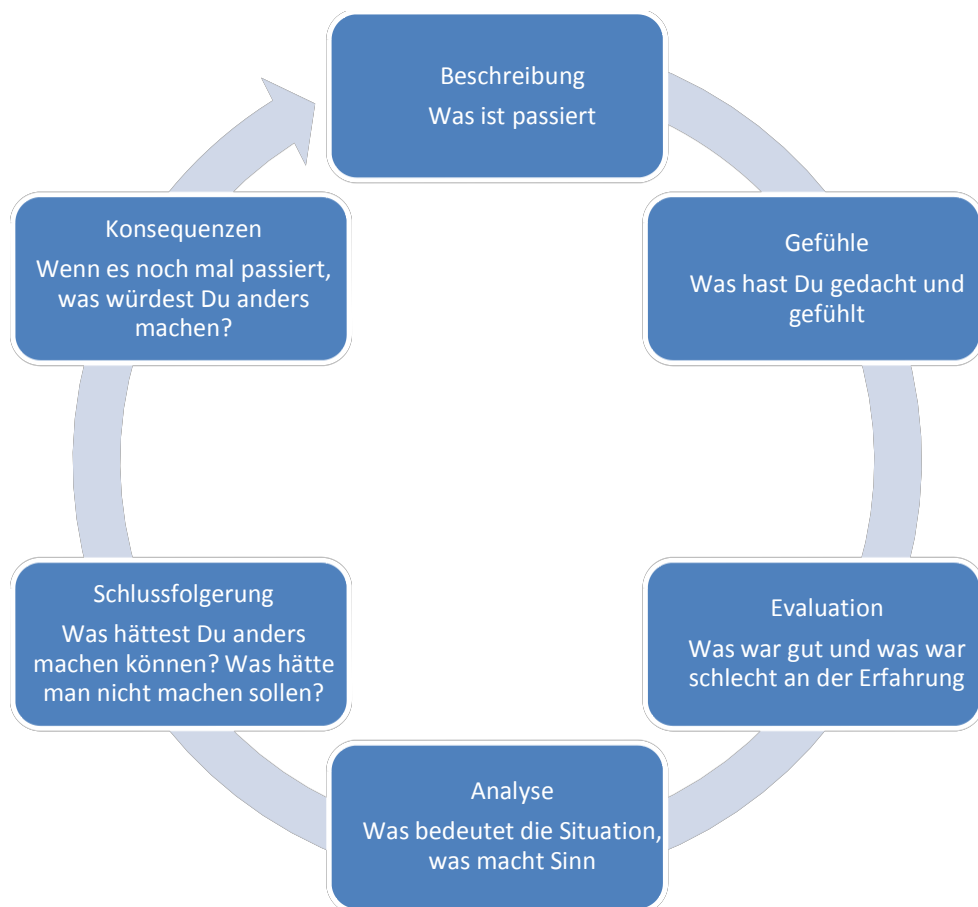 Beschreibung
Was ist passiert
Gefühle
Was hast Du gedacht und
gefühlt
Evaluation
Was war gut und was war
schlecht an der Erfahrung
Analyse
Was bedeutet die Situation,
was macht Sinn
Schlussfolgerung
Was hättest Du anders
machen können? Was hätte
man nicht machen sollen?
Konsequenzen
Wenn es noch mal passiert,
was würdest Du anders
machen?